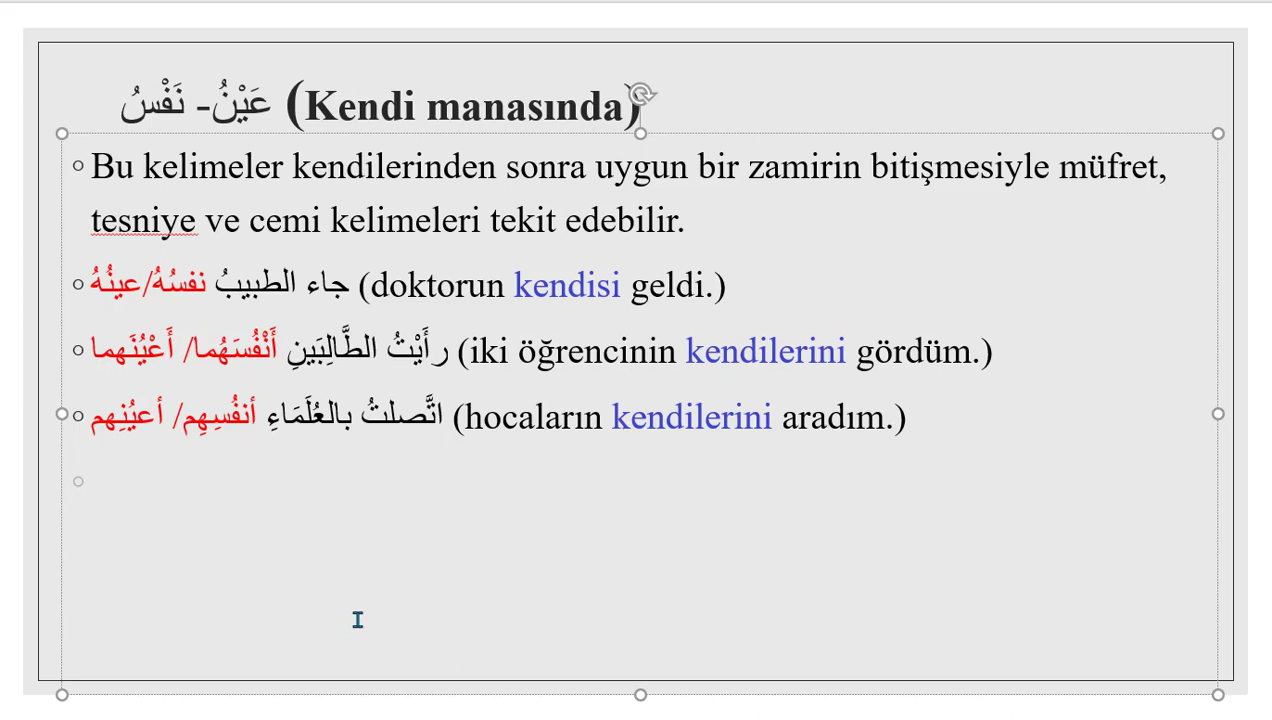 عَيْنُ- نَفْسُ (Kendi manasında)
Bu kelimeler kendilerinden sonra uygun bir zamirin bitişmesiyle müfret,
tesniye ve cemi kelimeleri tekit edebilir.
جاء الطبيبُ نفسُهُ/عينُهُ (doktorun kendisi geldi.)
رأَيْتُ الطَّالِبَينِ أَنْفُسَهُما/ أَعْيُنَهما (iki öğrencinin kendilerini gördüm.)
اتَّصلتُ بالعُلَمَاءِ أنفُسِهِم/ أعيُنِهم (hocaların kendilerini aradım.)